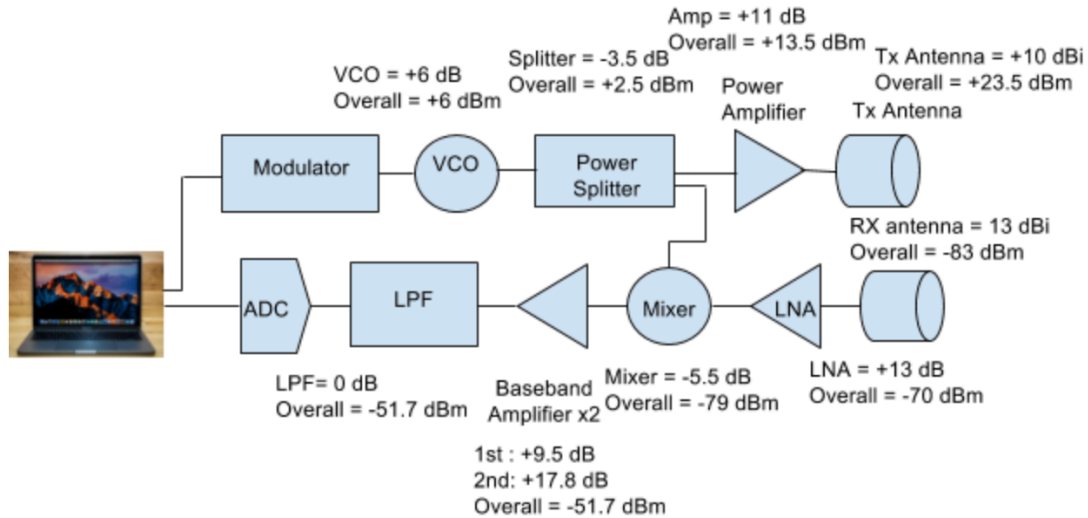 Amp = +11 dB
Overall = +13.5 dBm
Splitter = -3.5 dB
Overall = +2.5 dBm
Tx Antenna = +10 dBi
Overall = +23.5 dBm
VCO = +6 dB
Overall = +6 dBm
Power
Amplifier
Tx Antenna
Modulator
VCO
Power
Splitter
RX antenna = 13 dBi
Overall = -83 dBm
ADC
LPF
Mixer
LNA
LPF= 0 dB
Overall = -51.7 dBm
Baseband
Amplifier x2
Mixer = -5.5 dB
Overall = -79 dBm
LNA = +13 dB
Overall = -70 dBm
1st : +9.5 dB
2nd: +17.8 dB
Overall = -51.7 dBm